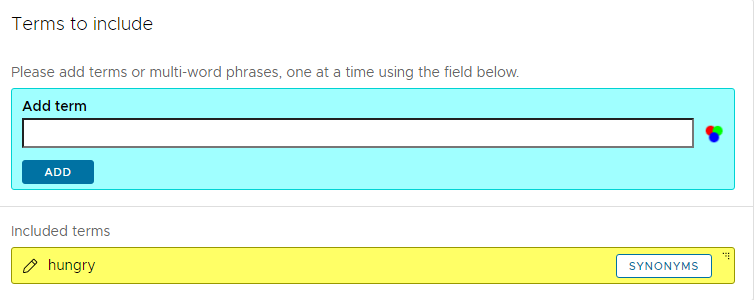 Terms to include
Please add terms or multi-word phrases, one at a time using the field below.
Add term
ADD
Included terms
hungry
SYNONYMS